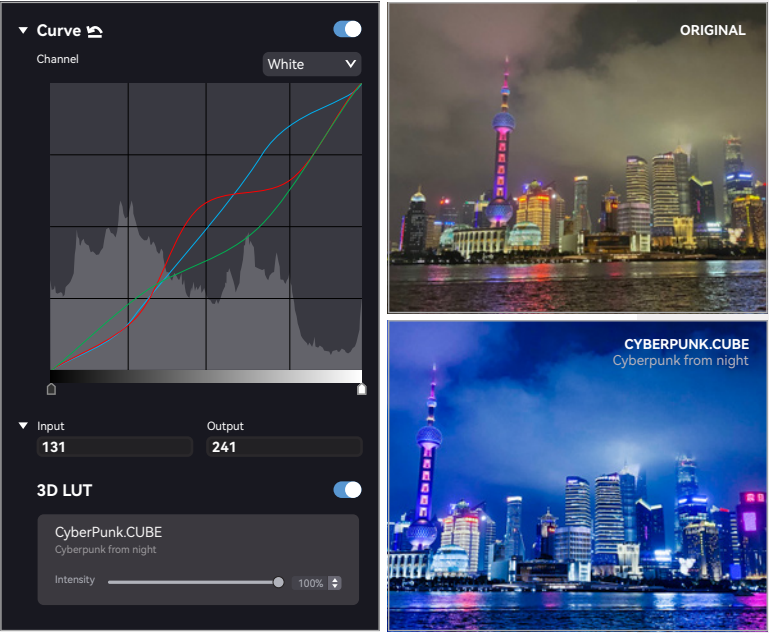 Curve
Channel
White
Input
Output
131
241
3D LUT
CyberPunk.CUBE
Cyberpunk from night
Intensity
100%
ORIGINAL
CYBERPUNK.CUBE
Cyberpunk from night